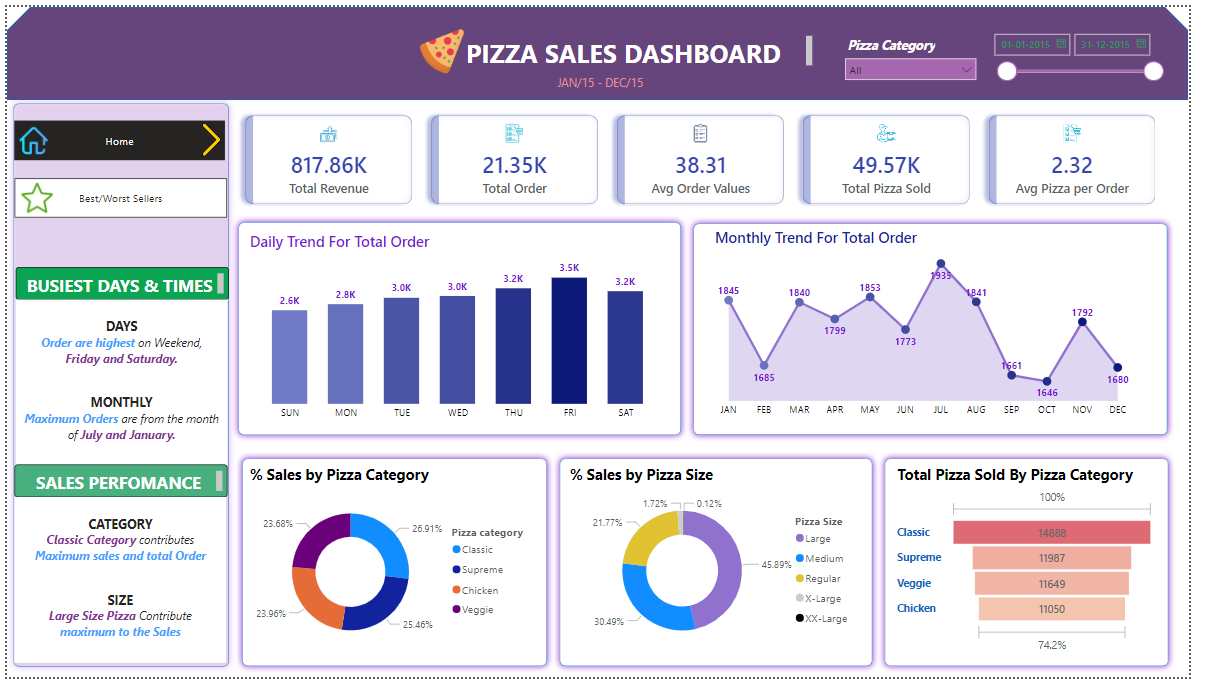 PIZZA SALES DASHBOARD
JAN/15 - DEC/15
Pizza Category
All
01-01-2015
31-12-2015
Home
Best/Worst Sellers
BUSIEST DAYS & TIMES
DAYS
Order are highest on Weekend,
Friday and Saturday.
MONTHLY
Maximum Orders are from the month
of July and January.
SALES PERFOMANCE
CATEGORY
Classic Category contributes
Maximum sales and total Order
SIZE
Large Size Pizza Contribute
maximum to the Sales
817.86K
Total Revenue
21.35K
Total Order
38.31
Avg Order Values
49.57K
Total Pizza Sold
2.32
Avg Pizza per Order
Daily Trend For Total Order
2.6K
2.8K
3.0K
3.0K
3.2K
3.5K
3.2K
SUN MON TUE WED THU FRI SAT
Monthly Trend For Total Order
1845
1685
1840
1799
1853
1773
1935
1841
1661
1646
1792
1680
JAN FEB MAR APR MAY JUN JUL AUG SEP OCT NOV DEC
% Sales by Pizza Category
23.68%
26.91%
23.96%
25.46%
Pizza category
Classic
Supreme
Chicken
Veggie
% Sales by Pizza Size
1.72%
0.12%
21.77%
45.89%
30.49%
Pizza Size
Large
Medium
Regular
X-Large
XX-Large
Total Pizza Sold By Pizza Category
100%
Classic 14888
Supreme 11987
Veggie 11649
Chicken 11050
74.2%